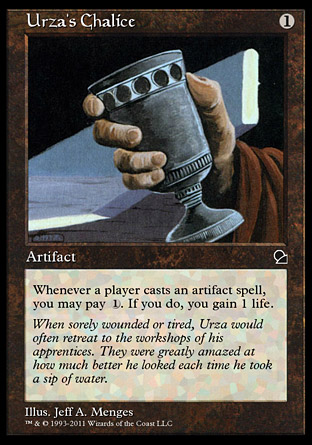 Urza's Chalice 1
Artifact
Whenever a player casts an artifact spell,
you may pay 1. If you do, you gain 1 life.
When sorely wounded or tired, Urza would
often retreat to the workshops of his
apprentices. They were greatly amazed at
how much better he looked each time he took
a sip of water.
Illus. Jeff A. Menges
™ & © 1993-2011 Wizards of the Coast LLC